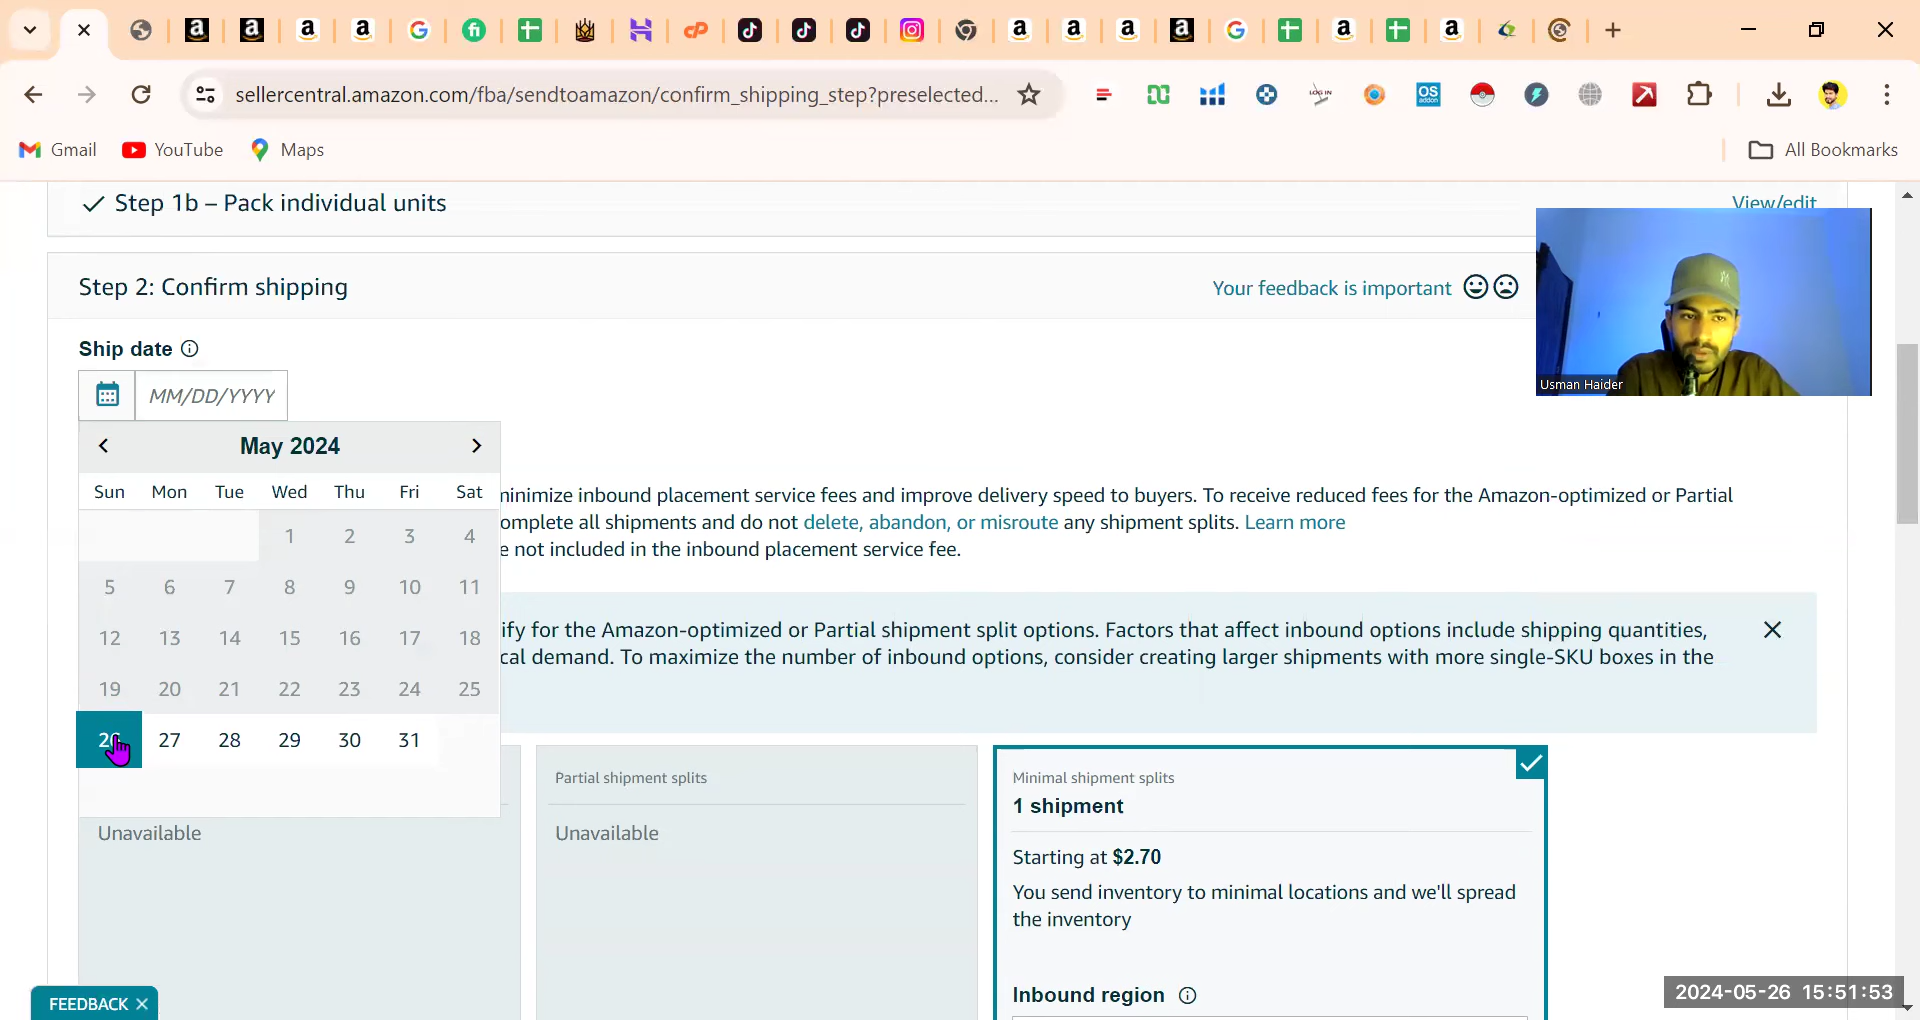 sellercentral.amazon.com/fba/sendtoamazon/confirm_shipping_step?preselected...
OS
addon
LOG IN
Gmail
YouTube
Maps
All Bookmarks
Step 1b – Pack individual units
View/edit
Step 2: Confirm shipping
Your feedback is important
Usman Haider
Ship date
MM/DD/YYYY
May 2024
Sun Mon Tue Wed Thu Fri Sat
1 2 3 4
5 6 7 8 9 10 11
12 13 14 15 16 17 18
19 20 21 22 23 24 25
26 27 28 29 30 31
minimize inbound placement service fees and improve delivery speed to buyers. To receive reduced fees for the Amazon-optimized or Partial
omplete all shipments and do not delete, abandon, or misroute any shipment splits. Learn more
e not included in the inbound placement service fee.
ify for the Amazon-optimized or Partial shipment split options. Factors that affect inbound options include shipping quantities,
cal demand. To maximize the number of inbound options, consider creating larger shipments with more single-SKU boxes in the
Unavailable
Partial shipment splits
Unavailable
Minimal shipment splits
1 shipment
Starting at $2.70
You send inventory to minimal locations and we'll spread
the inventory
Inbound region
FEEDBACK
2024-05-26 15:51:53